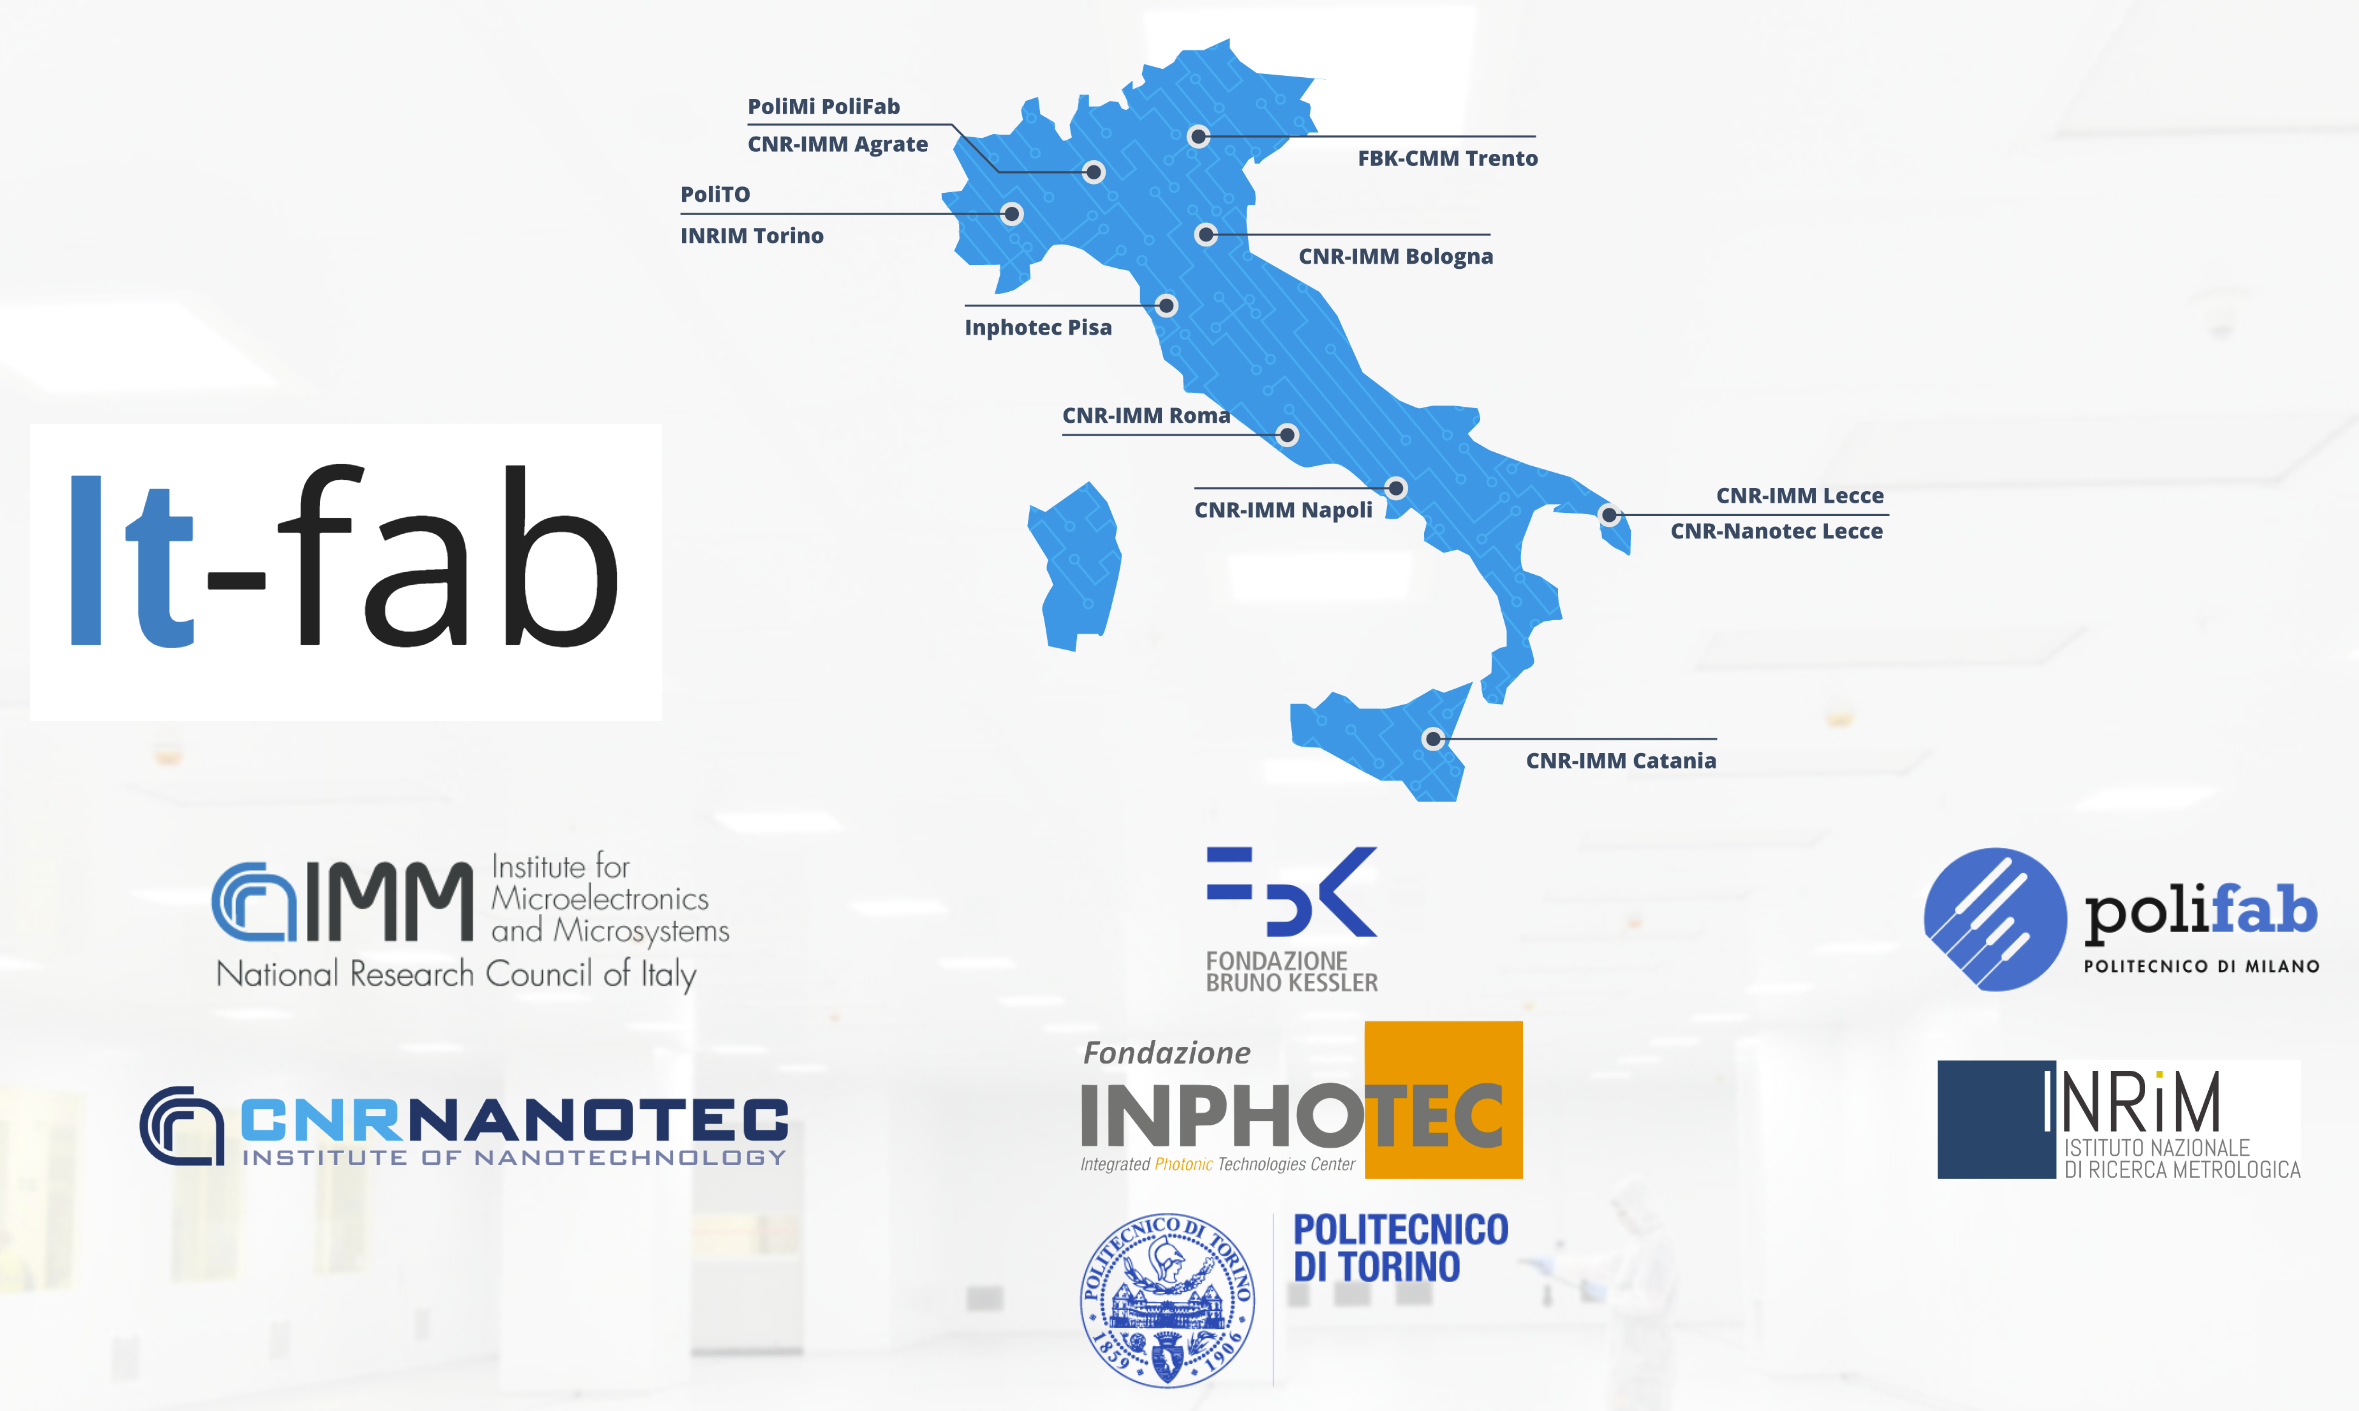 PoliMi PoliFab
CNR-IMM Agrate
FBK-CMM Trento
PoliTO
INRIM Torino
CNR-IMM Bologna
Inphotec Pisa
CNR-IMM Roma
CNR-IMM Napoli
CNR-IMM Lecce
CNR-Nanotec Lecce
CNR-IMM Catania
It-fab
IMM
Institute for
Microelectronics
and Microsystems
National Research Council of Italy
FBK
FONDAZIONE
BRUNO KESSLER
polifab
POLITECNICO DI MILANO
CNRNANOTEC
INSTITUTE OF NANOTECHNOLOGY
Fondazione
INPHOTEC
Integrated Photonic Technologies Center
INRiM
ISTITUTO NAZIONALE
DI RICERCA METROLOGICA
POLITECNICO DI TORINO
1859 1906
POLITECNICO
DI TORINO